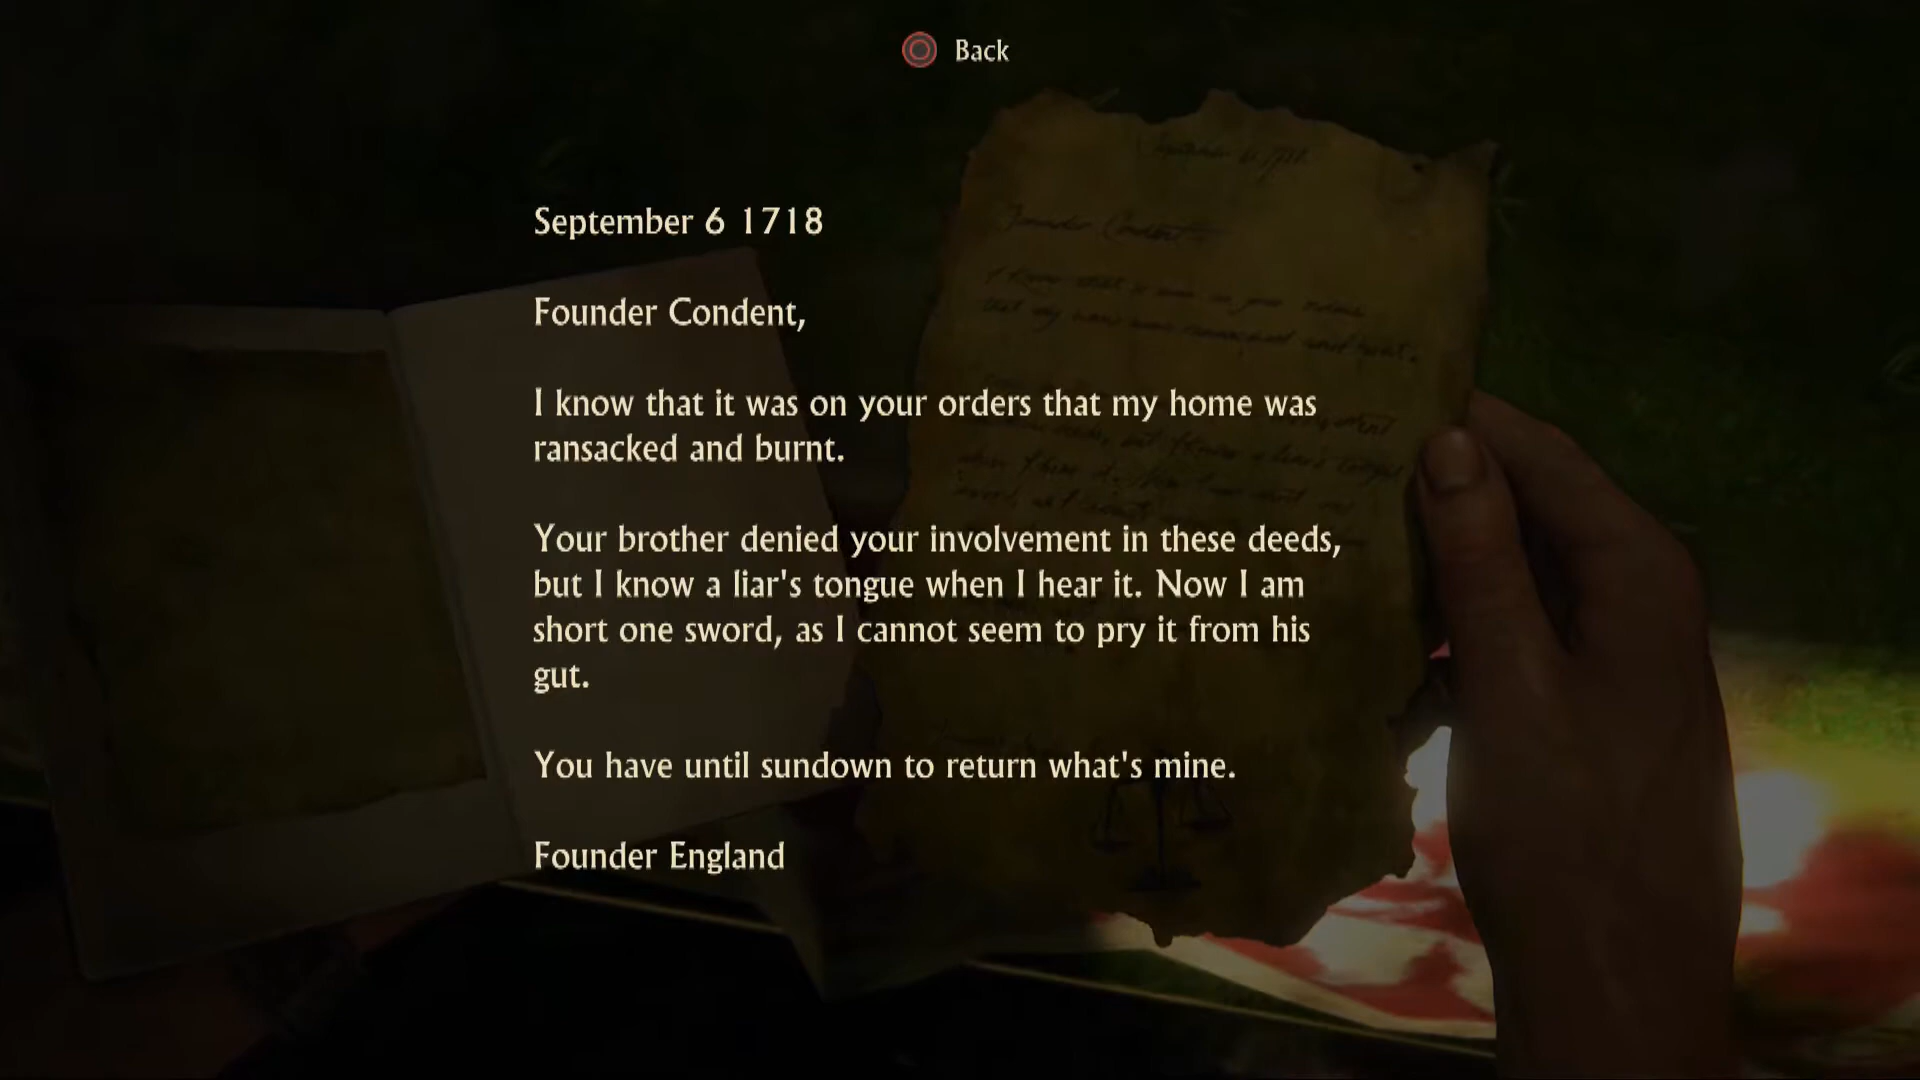 Back
September 6 1718
Founder Condent,
I know that it was on your orders that my home was
ransacked and burnt.
Your brother denied your involvement in these deeds,
but I know a liar's tongue when I hear it. Now I am
short one sword, as I cannot seem to pry it from his
gut.
You have until sundown to return what's mine.
Founder England